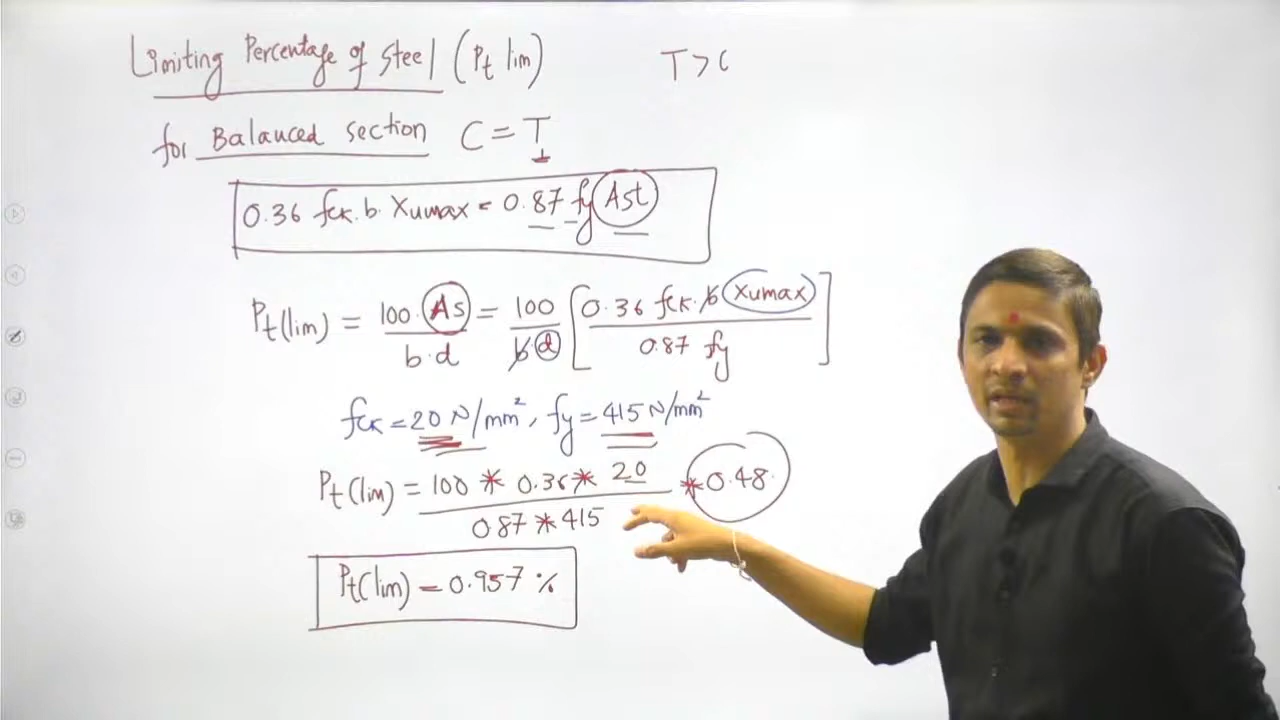 Limiting Percentage of Steel (Pt lim)
T > C
for Balanced section C = T
0.36 fck. b. Xumax = 0.87 fy Ast
Pt(lim) = 100. As / b.d = 100 / b d [ 0.36 fck. b Xumax / 0.87 fy ]
fck = 20 N/mm², fy = 415 N/mm²
Pt(lim) = 100 * 0.36 * 20 / 0.87 * 415 * 0.48
Pt(lim) = 0.957 %